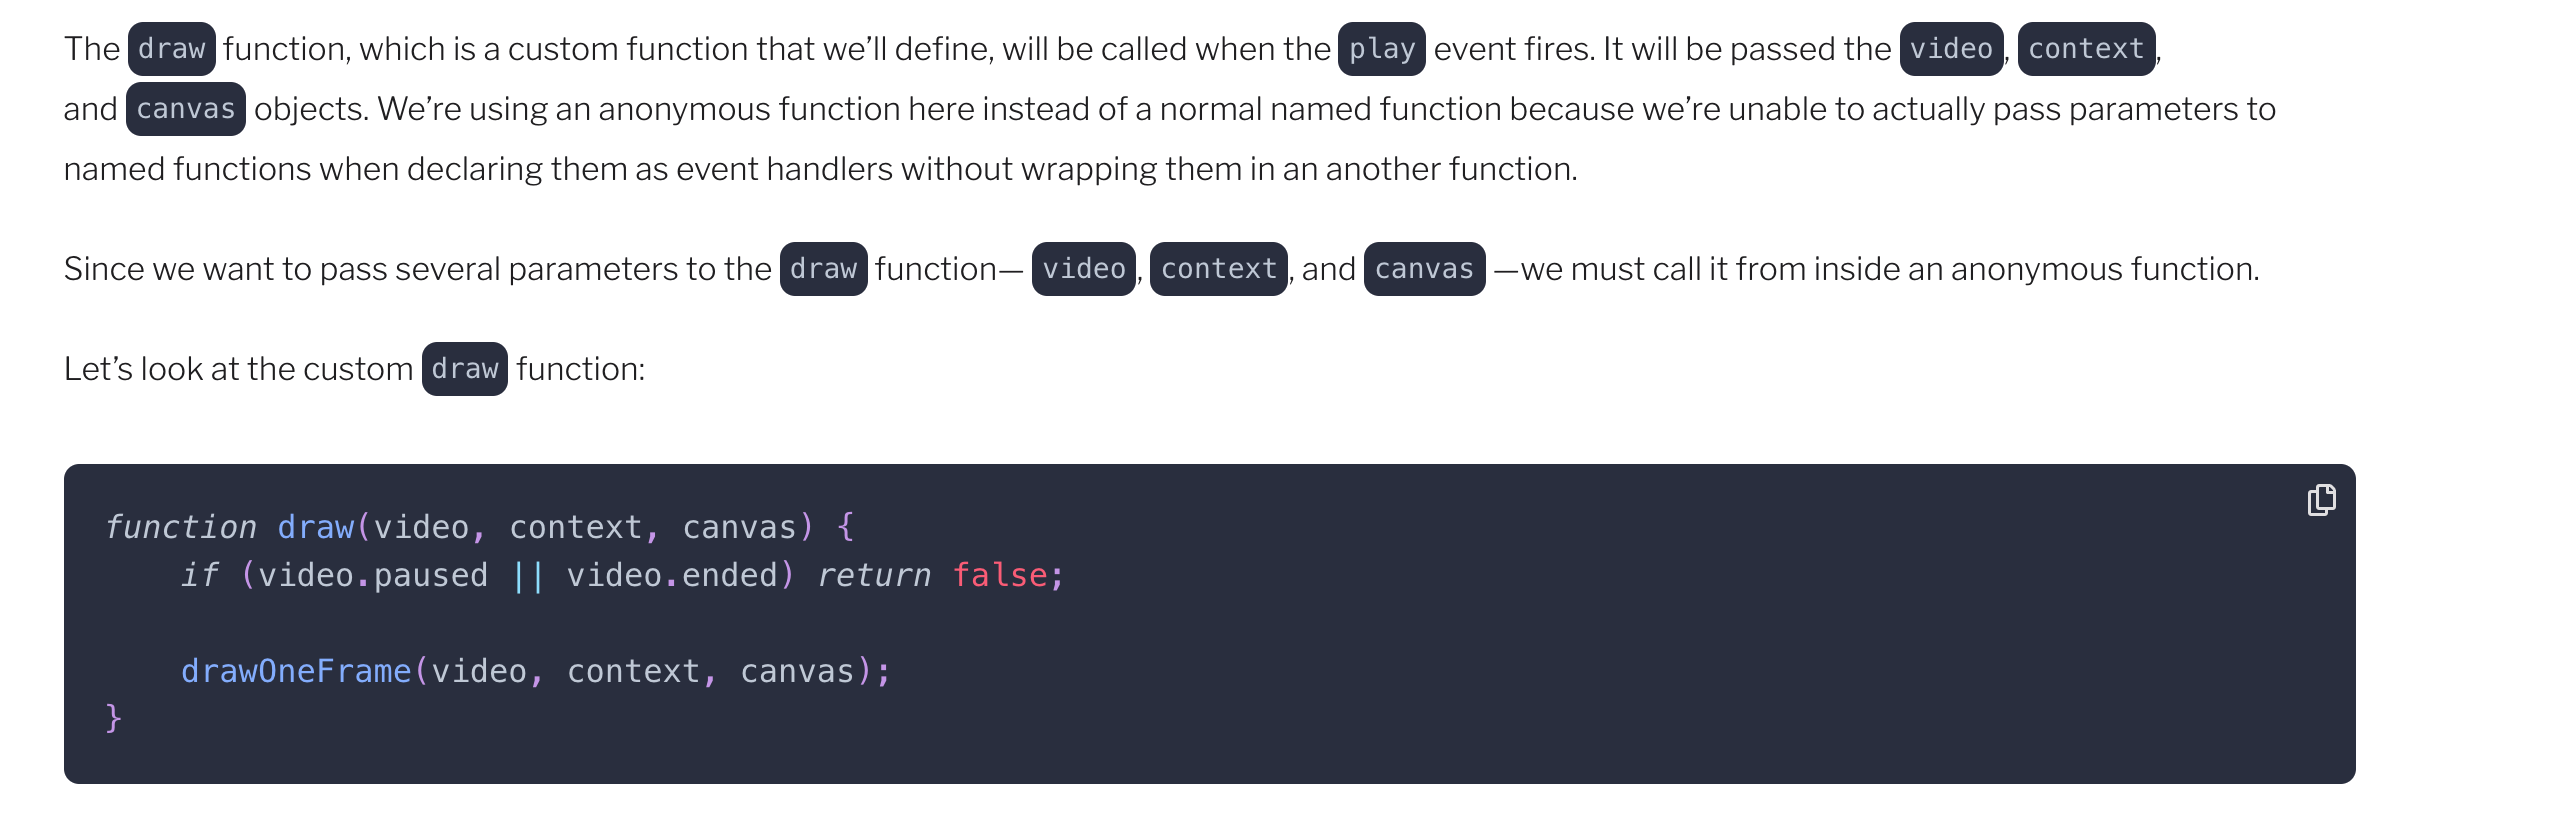 The draw function, which is a custom function that we’ll define, will be called when the play event fires. It will be passed the video, context,
and canvas objects. We’re using an anonymous function here instead of a normal named function because we’re unable to actually pass parameters to
named functions when declaring them as event handlers without wrapping them in an another function.
Since we want to pass several parameters to the draw function— video, context, and canvas —we must call it from inside an anonymous function.
Let’s look at the custom draw function:
function draw(video, context, canvas) {
    if (video.paused || video.ended) return false;
    drawOneFrame(video, context, canvas);
}